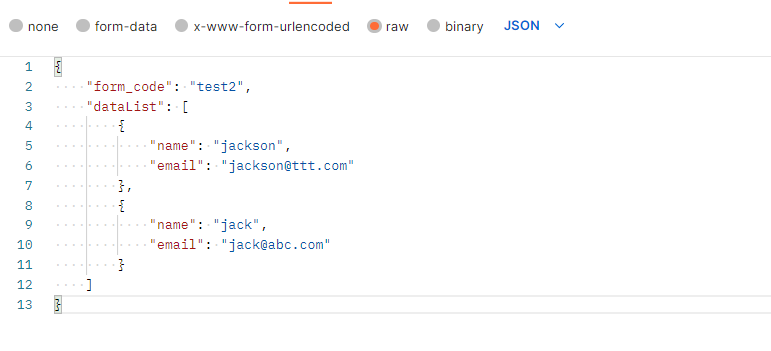 none form-data x-www-form-urlencoded raw binary JSON
1 {
2 "form_code": "test2",
3 "dataList": [
4 {
5 "name": "jackson",
6 "email": "jackson@ttt.com"
7 },
8 {
9 "name": "jack",
10 "email": "jack@abc.com"
11 }
12 ]
13 }